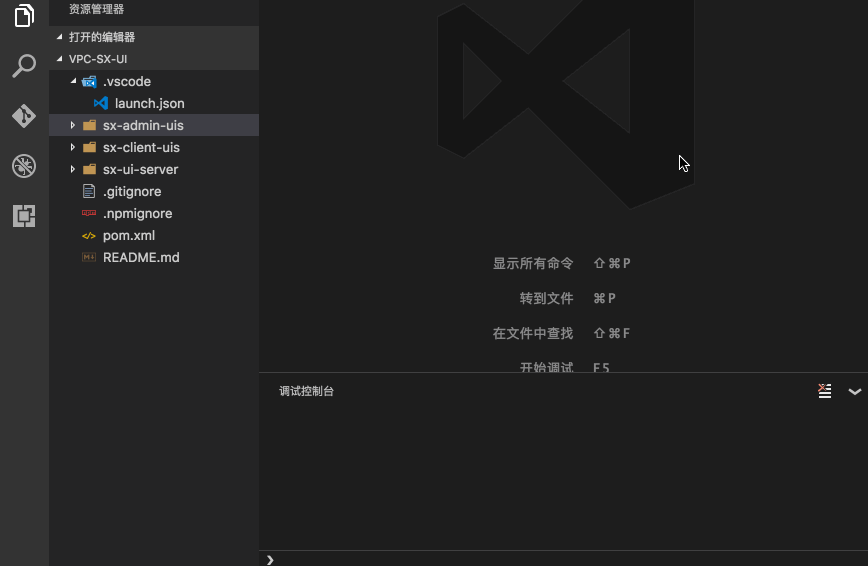 资源管理器
打开的编辑器
VPC-SX-UI
.vscode
launch.json
sx-admin-uis
sx-client-uis
sx-ui-server
.gitignore
.npmignore
pom.xml
README.md
显示所有命令 ⇧⌘P
转到文件 ⌘P
在文件中查找 ⇧⌘F
开始调试 F5
调试控制台